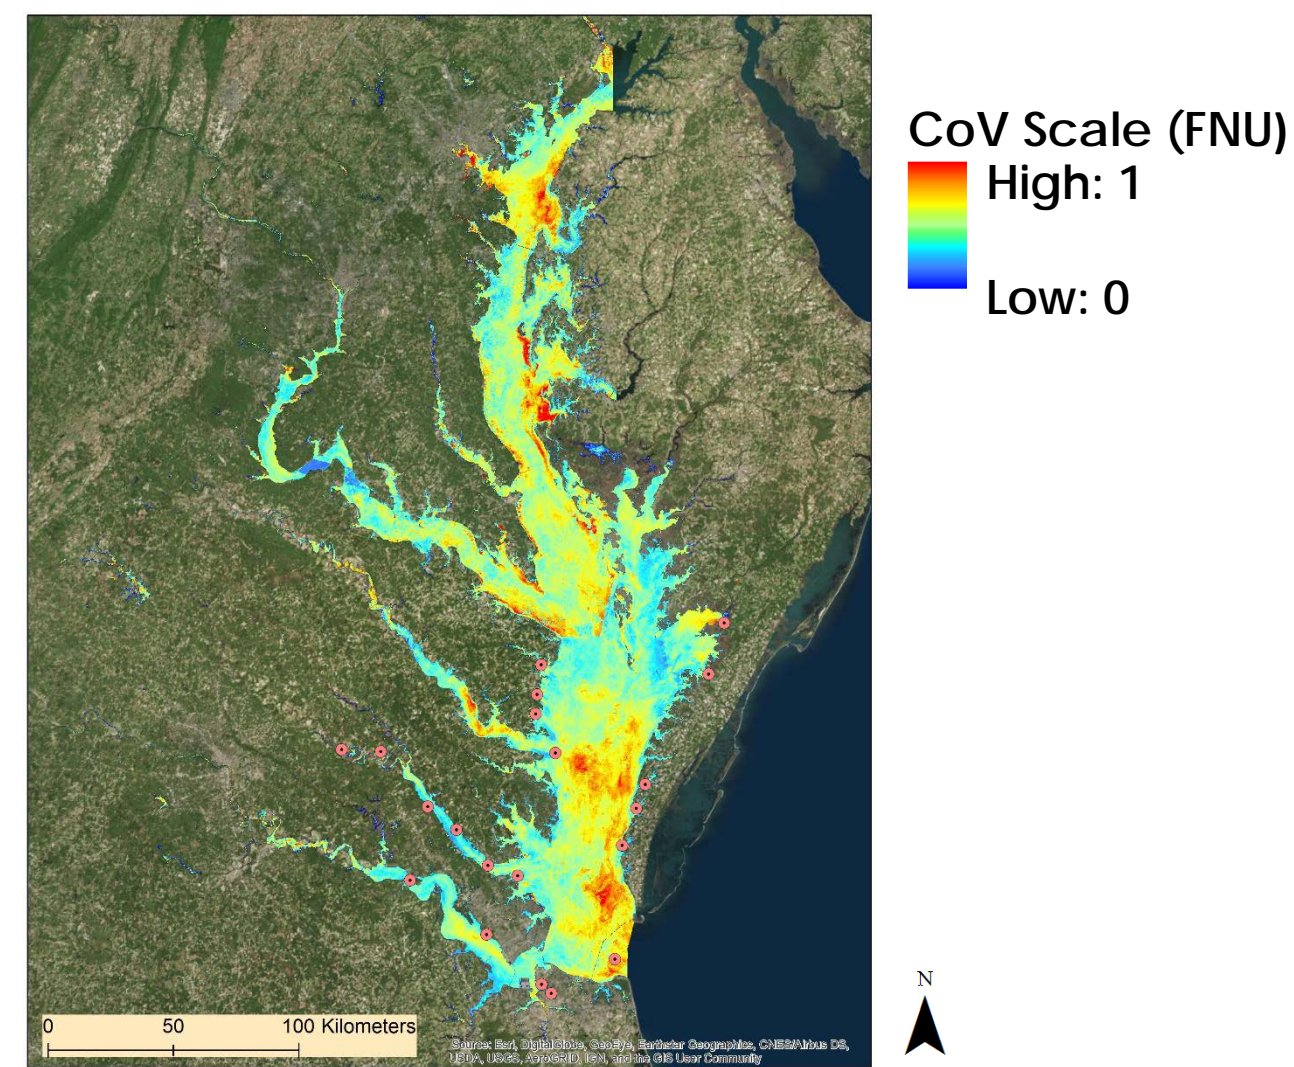 CoV Scale (FNU)
High: 1
Low: 0
N
0 50 100 Kilometers
Source: Esri, DigitalGlobe, GeoEye, Earthstar Geographics, CNES/Airbus DS,
USDA, USGS, AeroGRID, IGN, and the GIS User Community